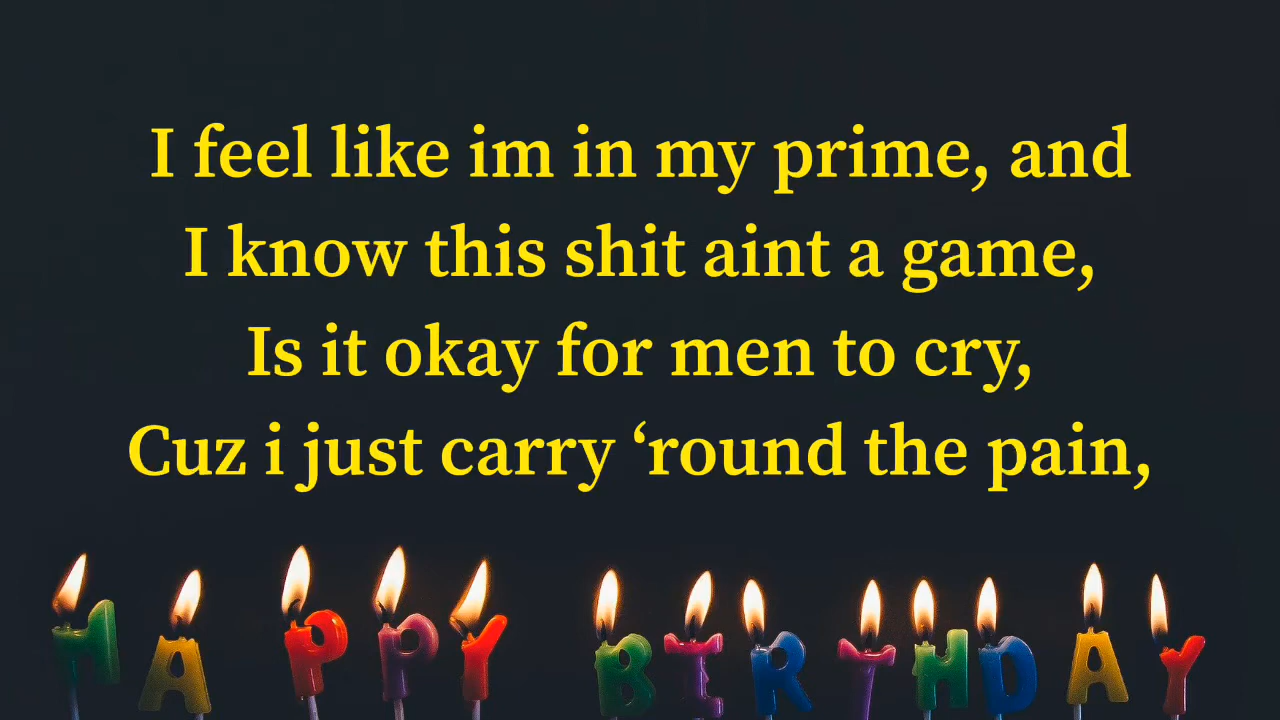 I feel like im in my prime, and
I know this shit aint a game,
Is it okay for men to cry,
Cuz i just carry ‘round the pain,
HAPPY BIRTHDAY